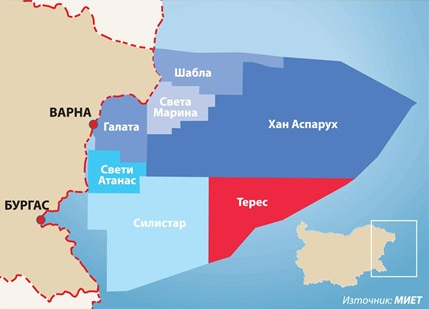 Шабла
Света
Марина
ВАРНА
Галата
Хан Аспарух
Свети
Атанас
БУРГАС
Силистар
Терес
Източник: МИЕТ